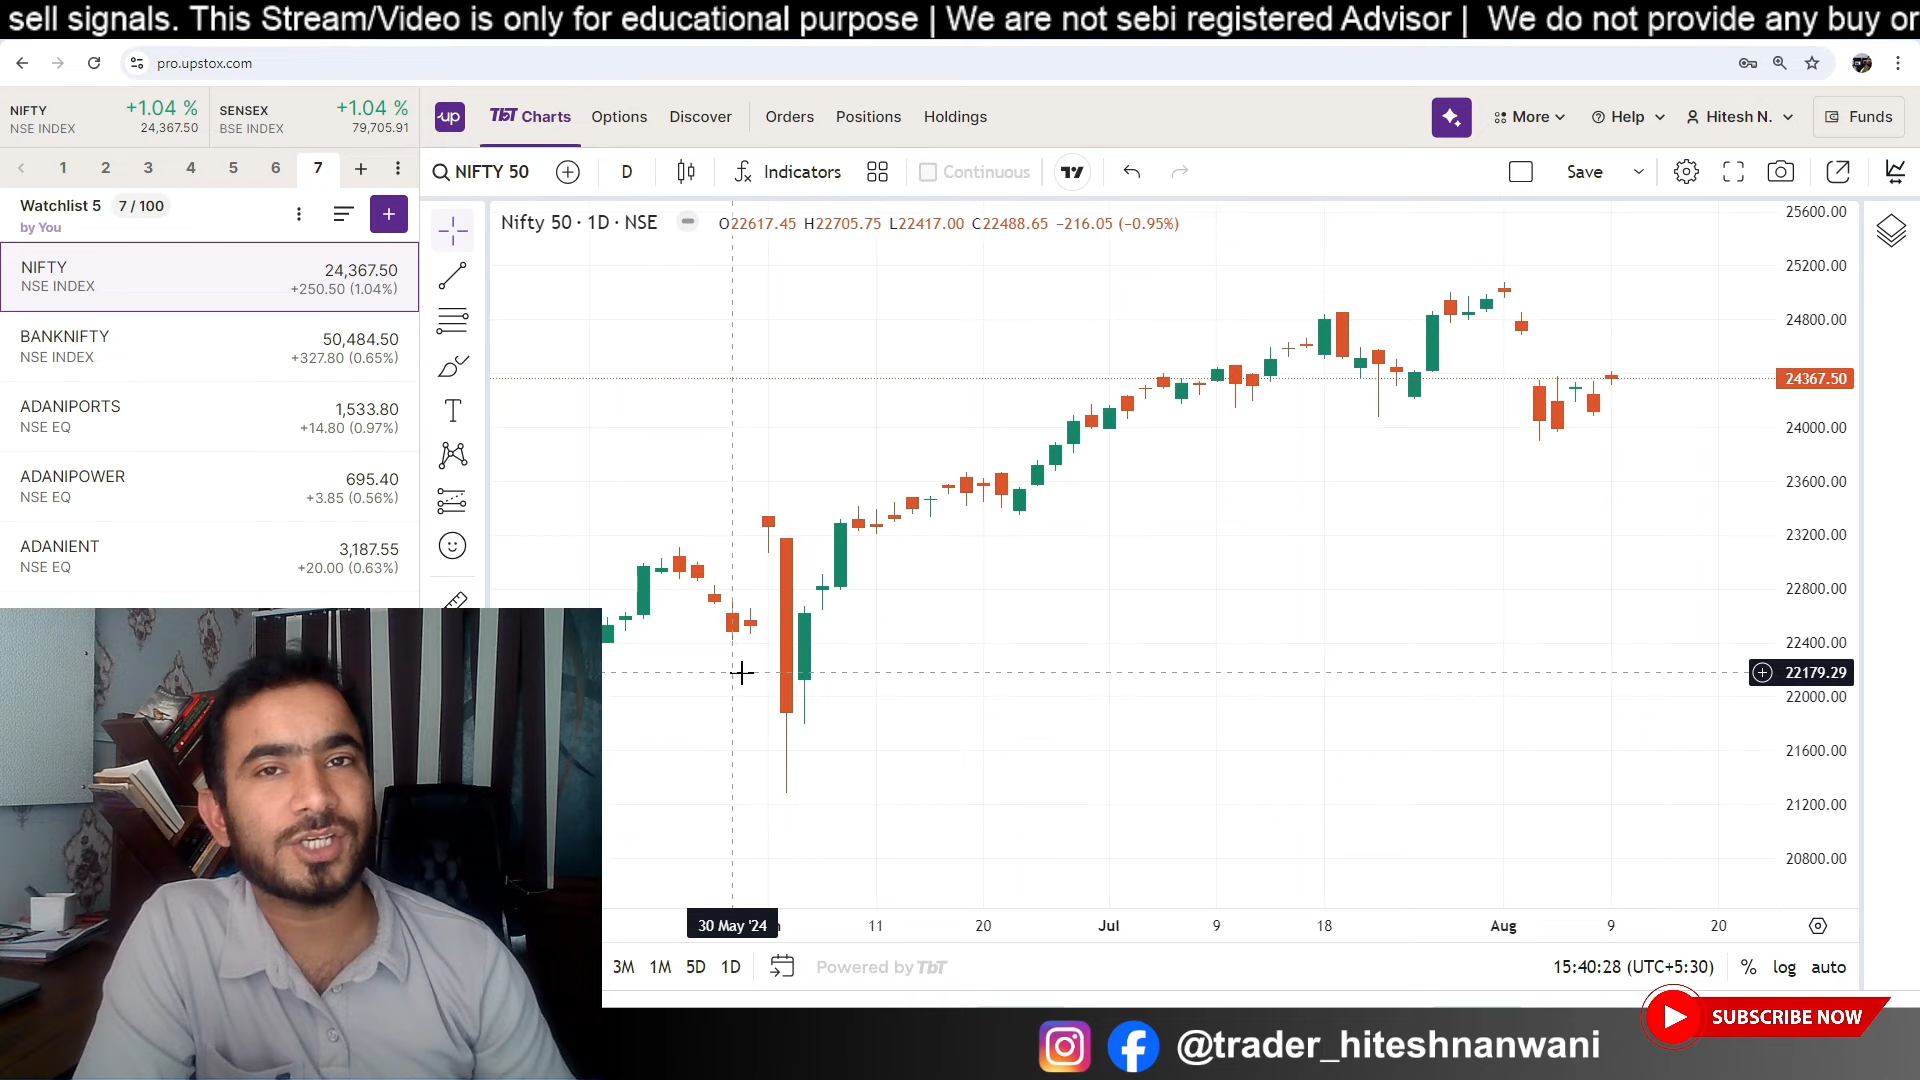 sell signals. This Stream/Video is only for educational purpose | We are not sebi registered Advisor | We do not provide any buy or
pro.upstox.com
NIFTY +1.04 %
NSE INDEX 24,367.50
SENSEX +1.04 %
BSE INDEX 79,705.91
up
TbT Charts
Options
Discover
Orders
Positions
Holdings
More
Help
Hitesh N.
Funds
1 2 3 4 5 6 7
NIFTY 50
D
Indicators
Continuous
Save
Watchlist 5 7 / 100
by You
Nifty 50 · 1D · NSE
O22617.45 H22705.75 L22417.00 C22488.65 −216.05 (−0.95%)
NIFTY 24,367.50
NSE INDEX +250.50 (1.04%)
BANKNIFTY 50,484.50
NSE INDEX +327.80 (0.65%)
ADANIPORTS 1,533.80
NSE EQ +14.80 (0.97%)
ADANIPOWER 695.40
NSE EQ +3.85 (0.56%)
ADANIENT 3,187.55
NSE EQ +20.00 (0.63%)
25600.00
25200.00
24800.00
24367.50
24000.00
23600.00
23200.00
22800.00
22400.00
22179.29
22000.00
21600.00
21200.00
20800.00
30 May '24 11 20 Jul 9 18 Aug 9 20
3M 1M 5D 1D
Powered by TbT
15:40:28 (UTC+5:30) % log auto
SUBSCRIBE NOW
@trader_hiteshnanwani